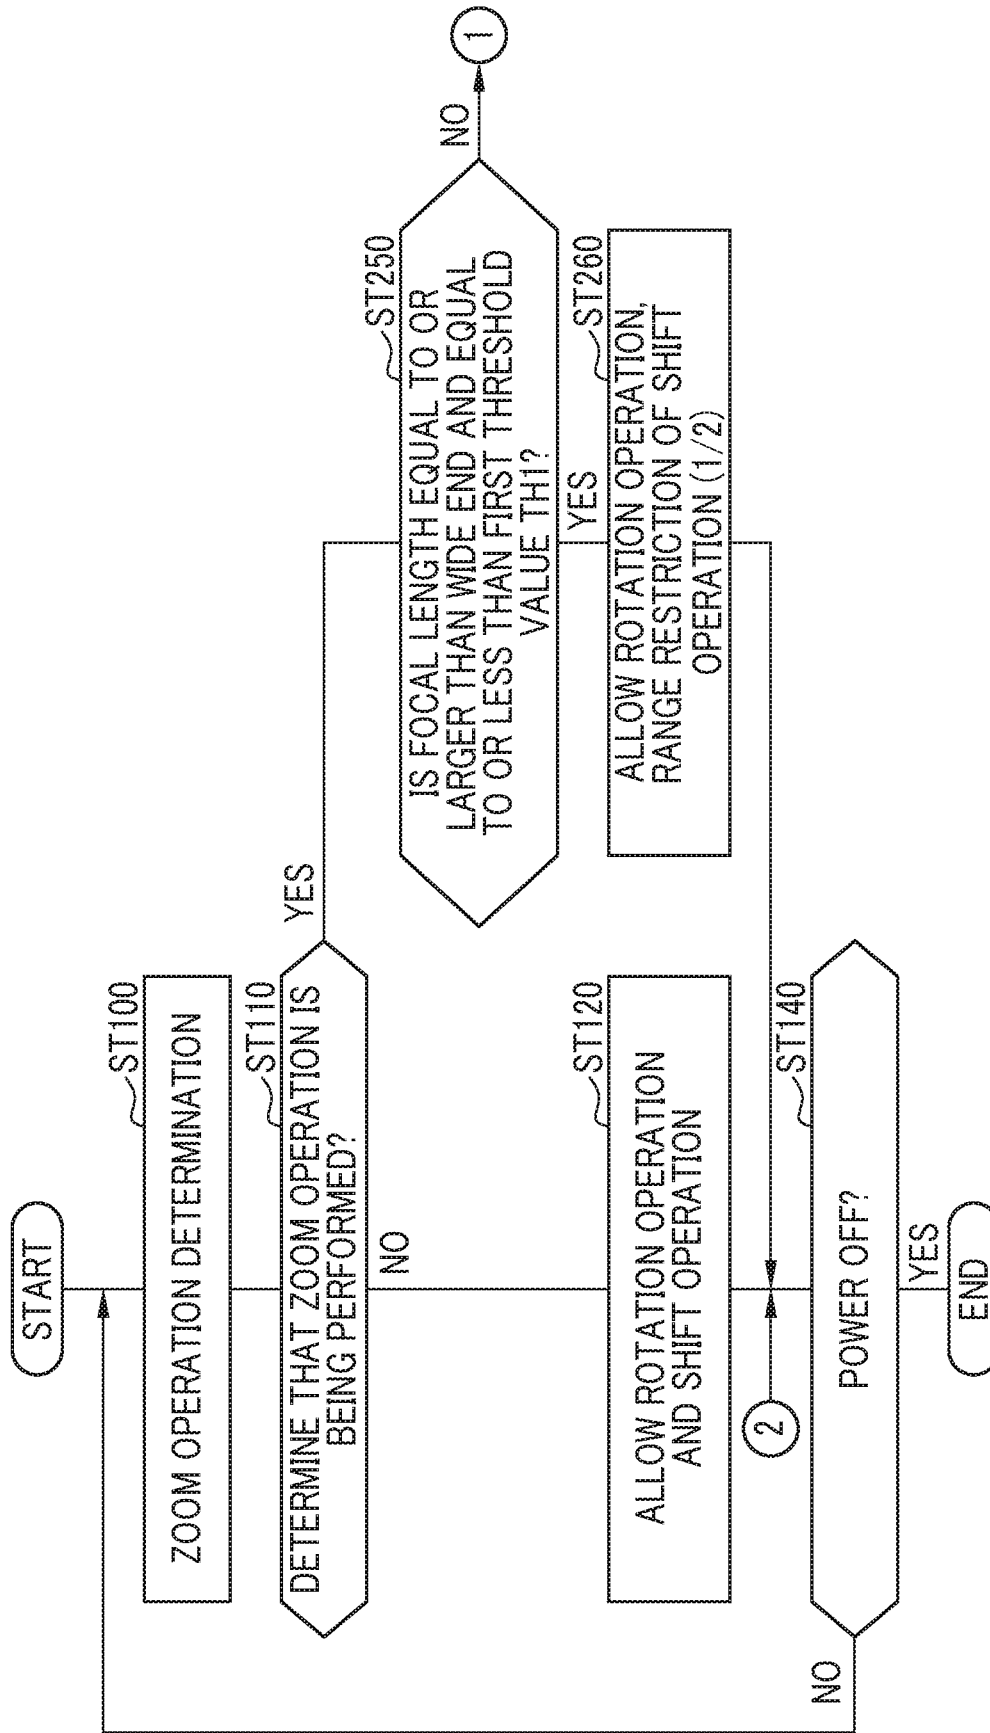 START
ST100
ZOOM OPERATION DETERMINATION
ST110
DETERMINE THAT ZOOM OPERATION IS
BEING PERFORMED?
YES
NO
ST250
IS FOCAL LENGTH EQUAL TO OR
LARGER THAN WIDE END AND EQUAL
TO OR LESS THAN FIRST THRESHOLD
VALUE TH1?
NO
1
YES
ST120
ALLOW ROTATION OPERATION
AND SHIFT OPERATION
ST260
ALLOW ROTATION OPERATION,
RANGE RESTRICTION OF SHIFT
OPERATION (1/2)
2
ST140
POWER OFF?
NO
YES
END